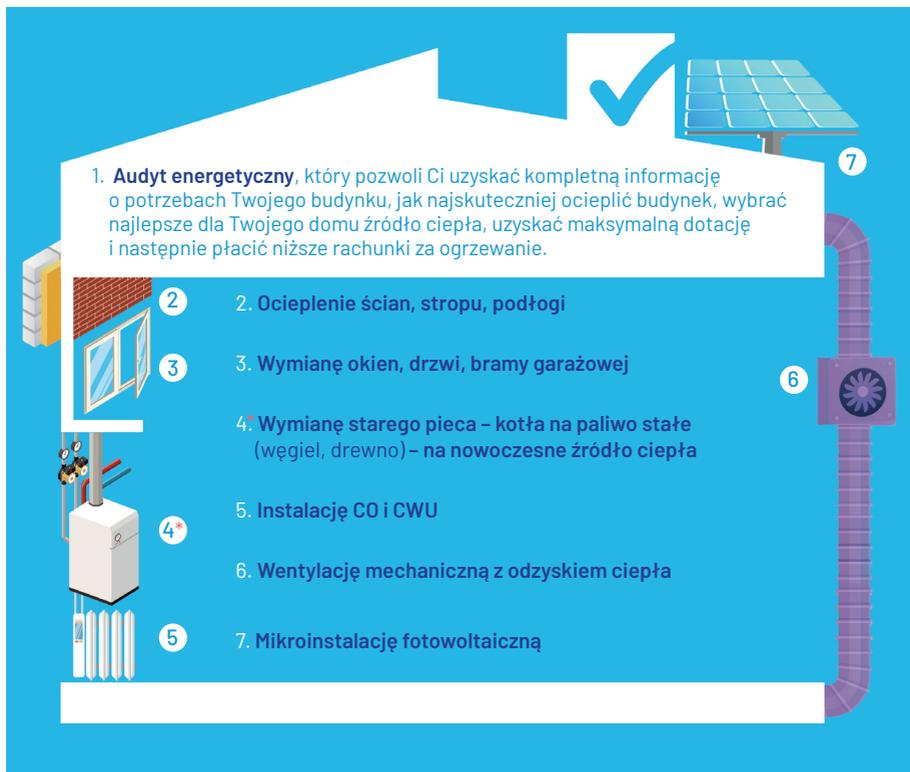 1. Audyt energetyczny, który pozwoli Ci uzyskać kompletną informację
o potrzebach Twojego budynku, jak najskuteczniej ocieplić budynek, wybrać
najlepsze dla Twojego domu źródło ciepła, uzyskać maksymalną dotację
i następnie płacić niższe rachunki za ogrzewanie.
2
2. Ocieplenie ścian, stropu, podłogi
3
3. Wymianę okien, drzwi, bramy garażowej
4.* Wymianę starego pieca – kotła na paliwo stałe
(węgiel, drewno) – na nowoczesne źródło ciepła
4*
5. Instalację CO i CWU
6. Wentylację mechaniczną z odzyskiem ciepła
5
7. Mikroinstalację fotowoltaiczną
6
7